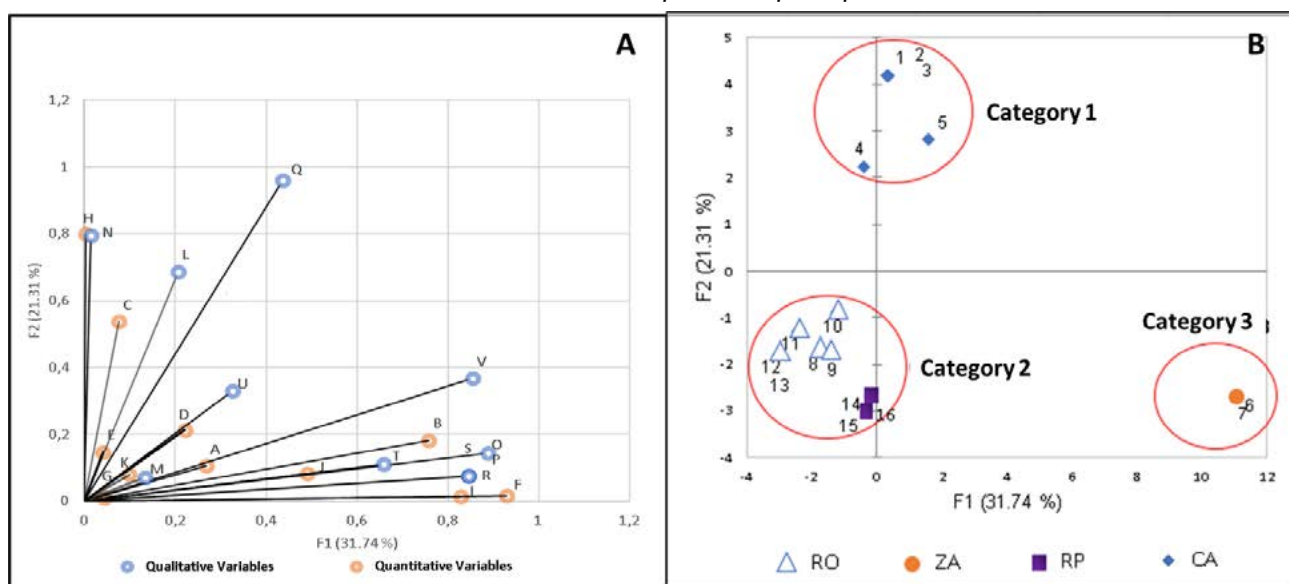 A
1,2
1
0,8
0,6
0,4
0,2
0
0
0,2
0,4
0,6
0,8
1
1,2
F2 (21.31 %)
F1 (31.74 %)
H
N
Q
L
C
U
D
V
B
E
A
K
M
G
J
T
S
O
P
R
I
F
Qualitative Variables
Quantitative Variables
B
5
4
3
2
1
0
-1
-2
-3
-4
-4
-2
0
2
4
6
8
10
12
F2 (21.31 %)
F1 (31.74 %)
1
2
3
4
5
Category 1
10
11
12
13
8
9
14
15
16
Category 2
Category 3
6
7
RO
ZA
RP
CA